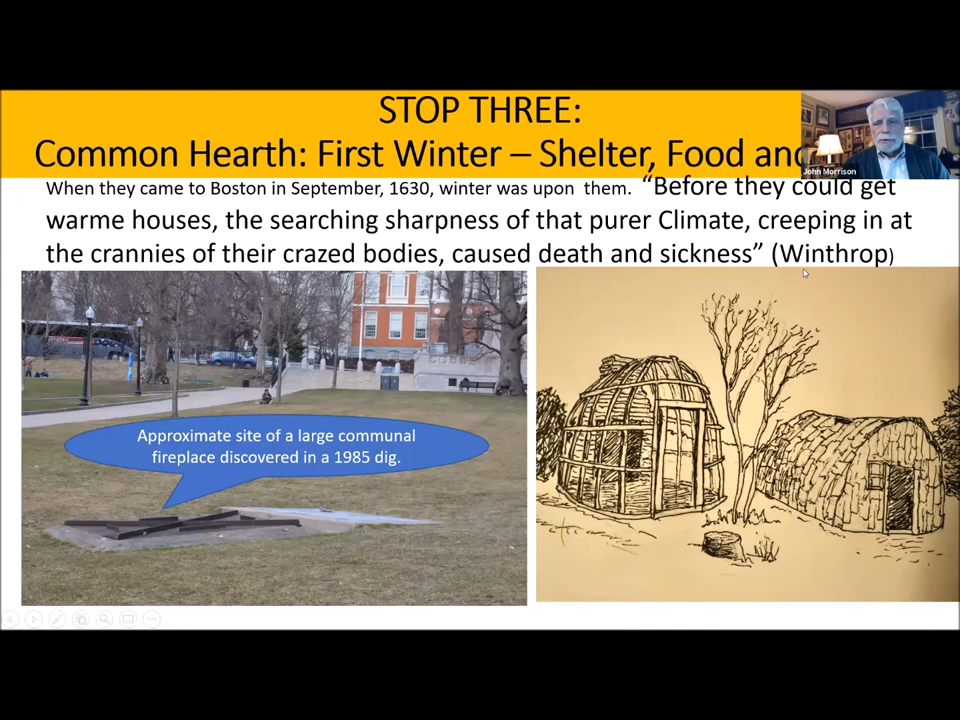 STOP THREE:
Common Hearth: First Winter – Shelter, Food and
John Morrison
When they came to Boston in September, 1630, winter was upon them. “Before they could get
warme houses, the searching sharpness of that purer Climate, creeping in at
the crannies of their crazed bodies, caused death and sickness” (Winthrop)
Approximate site of a large communal
fireplace discovered in a 1985 dig.